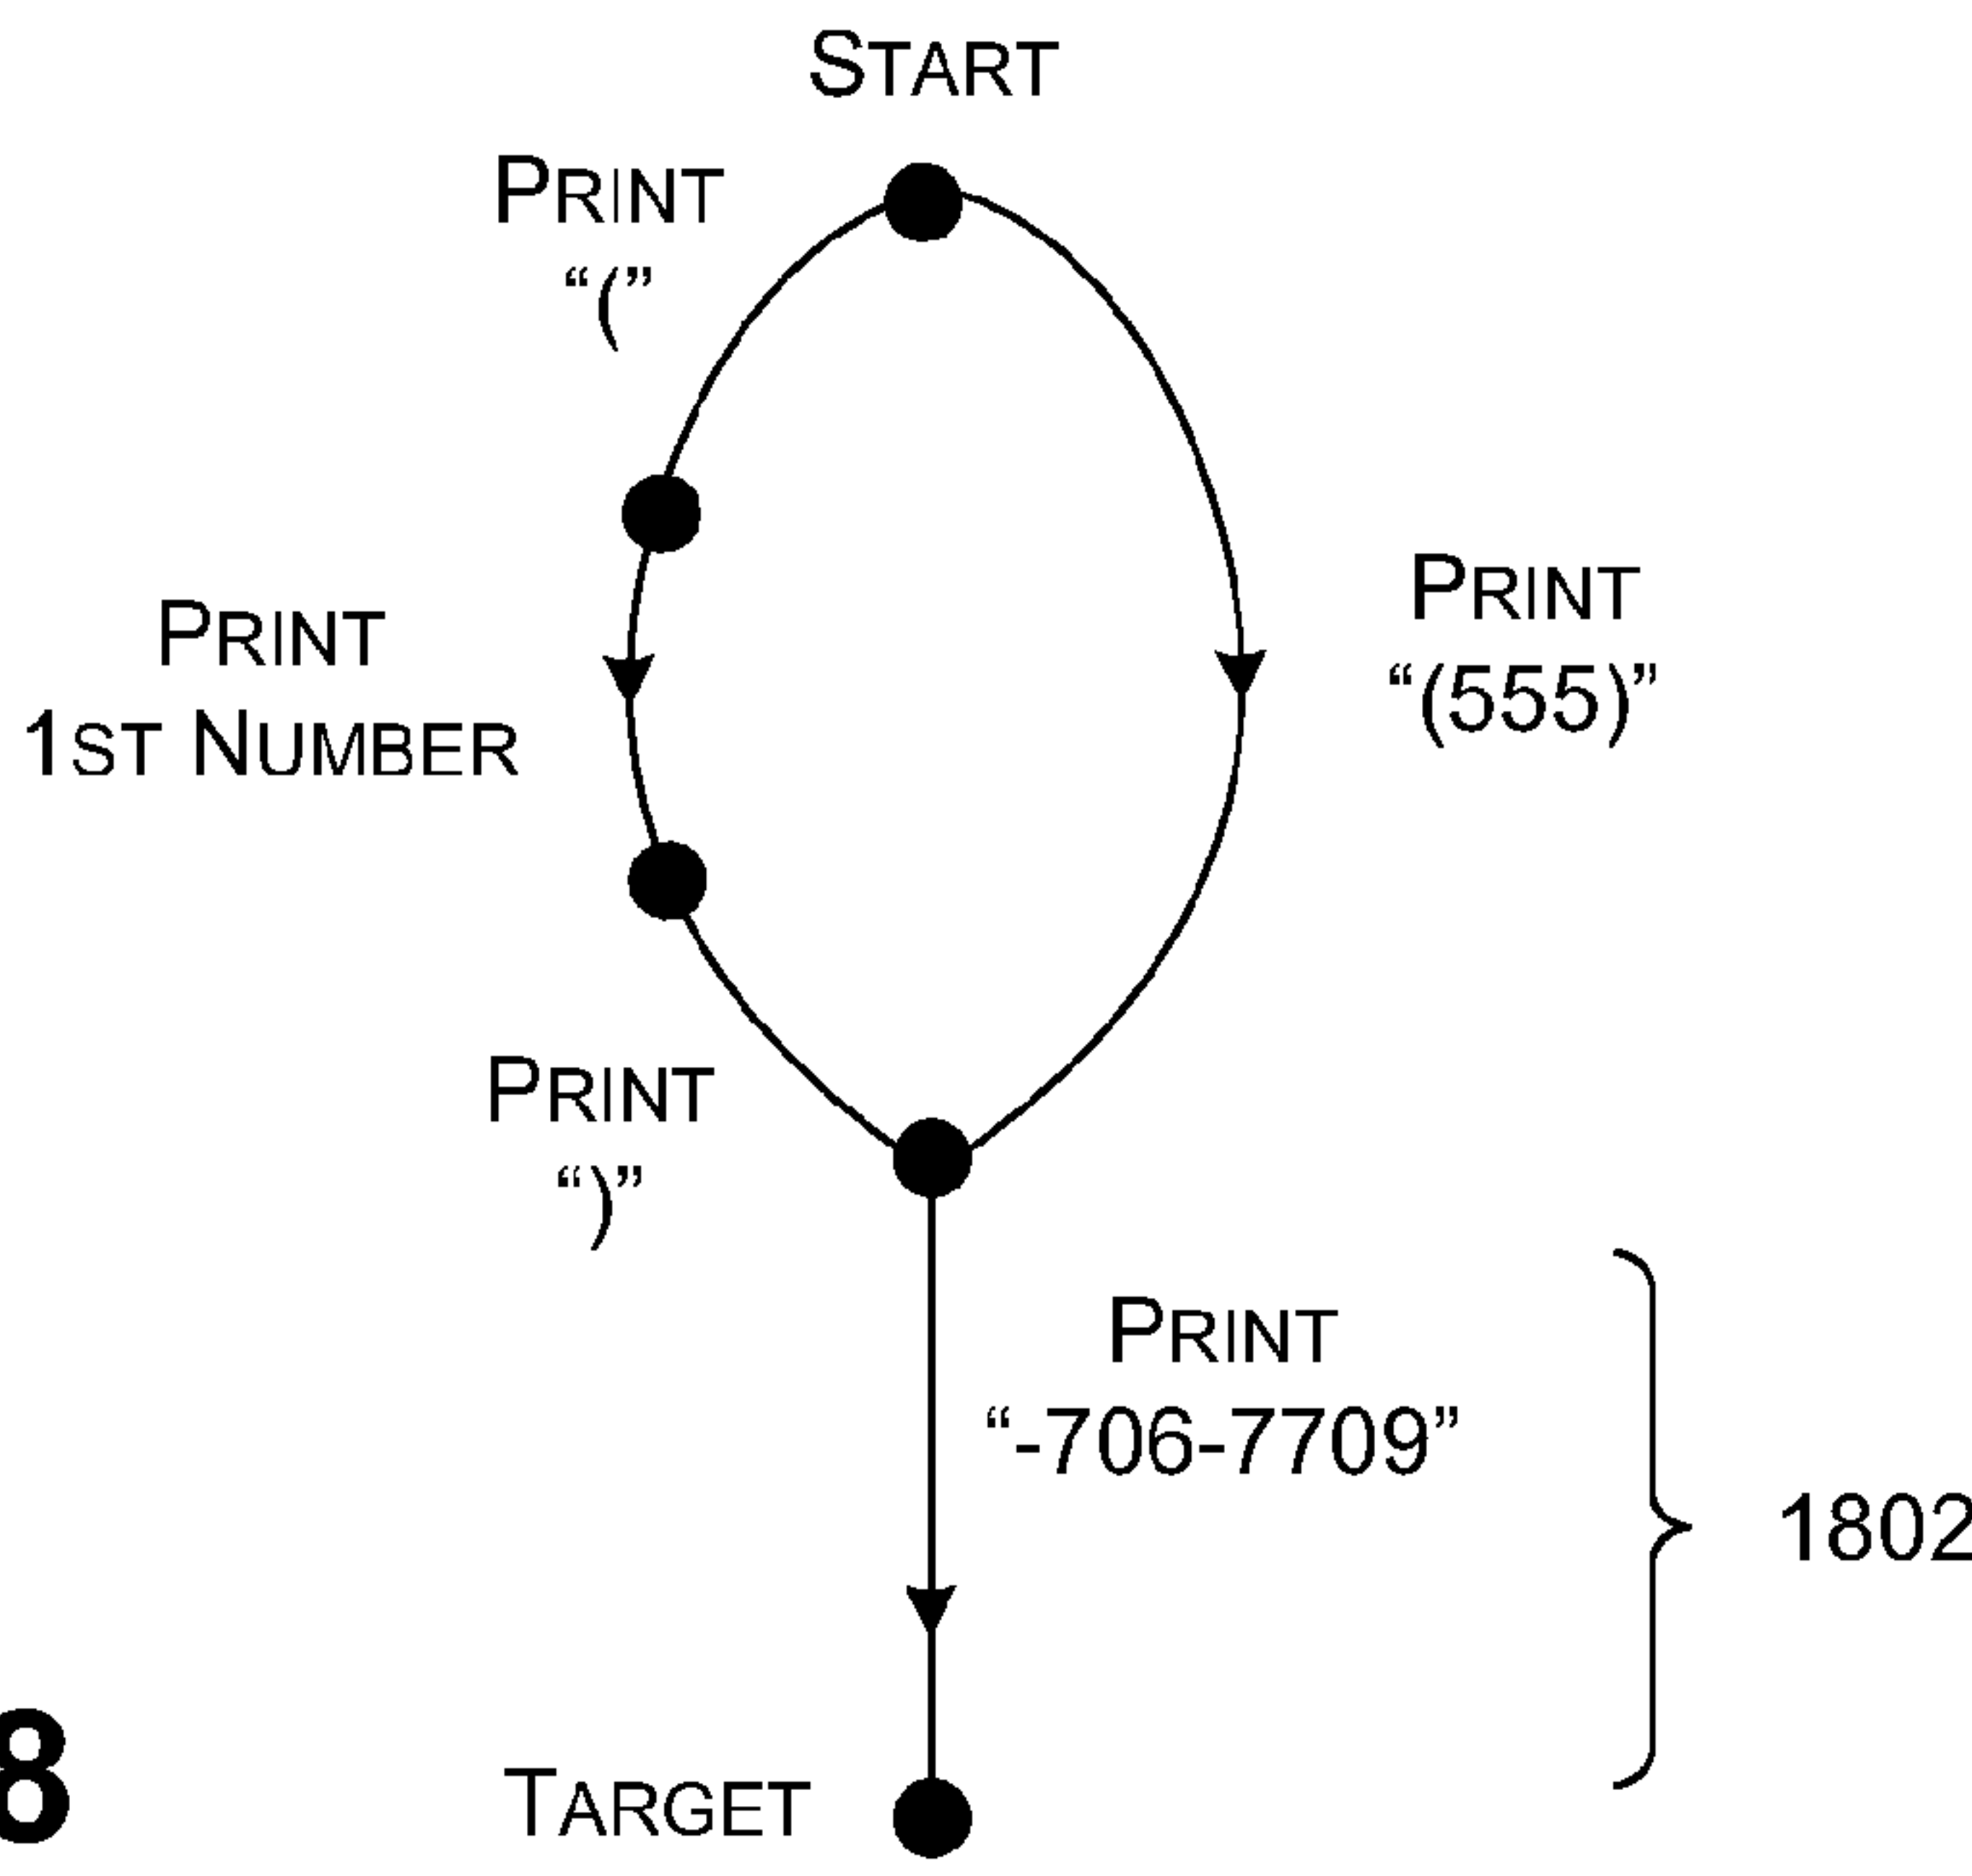 START
PRINT
“(”
PRINT
“(555)”
PRINT
1ST NUMBER
PRINT
“)”
PRINT
“-706-7709”
1802
8
TARGET